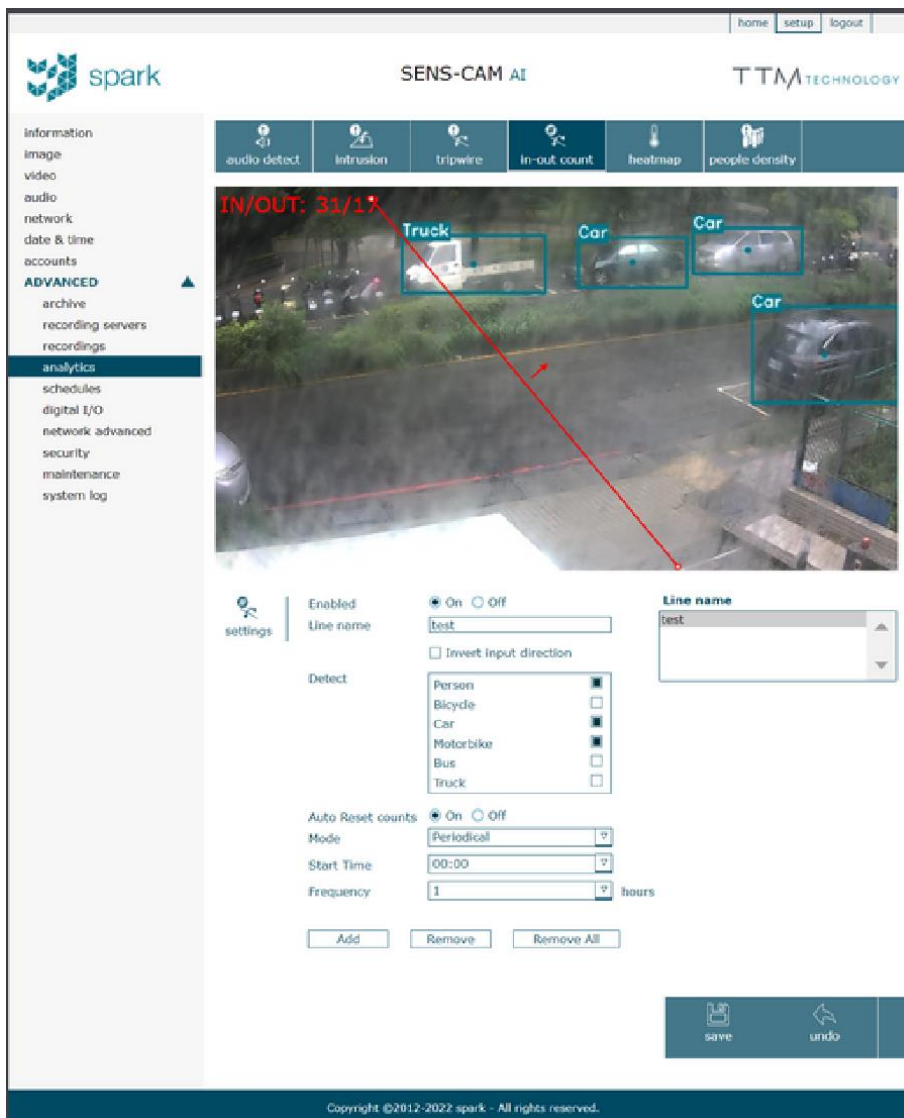 home setup logout
spark SENS-CAM AI TTM TECHNOLOGY
audio detect intrusion tripwire in-out count heatmap people density
information
image
video
audio
network
date & time
accounts
ADVANCED
archive
recording servers
recordings
analytics
schedules
digital I/O
network advanced
security
maintenance
system log
IN/OUT: 31/17
Truck Car Car
Car
settings
Enabled On Off
Line name test
Invert input direction
Detect
Person
Bicycle
Car
Motorbike
Bus
Truck
Line name
test
Auto Reset counts On Off
Mode Periodical
Start Time 00:00
Frequency 1 hours
Add Remove Remove All
save undo
Copyright ©2012-2022 spark - All rights reserved.